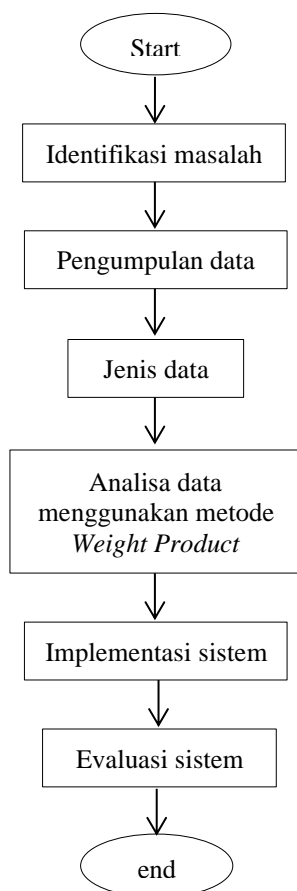 Start
Identifikasi masalah
Pengumpulan data
Jenis data
Analisa data
menggunakan metode
Weight Product
Implementasi sistem
Evaluasi sistem
end